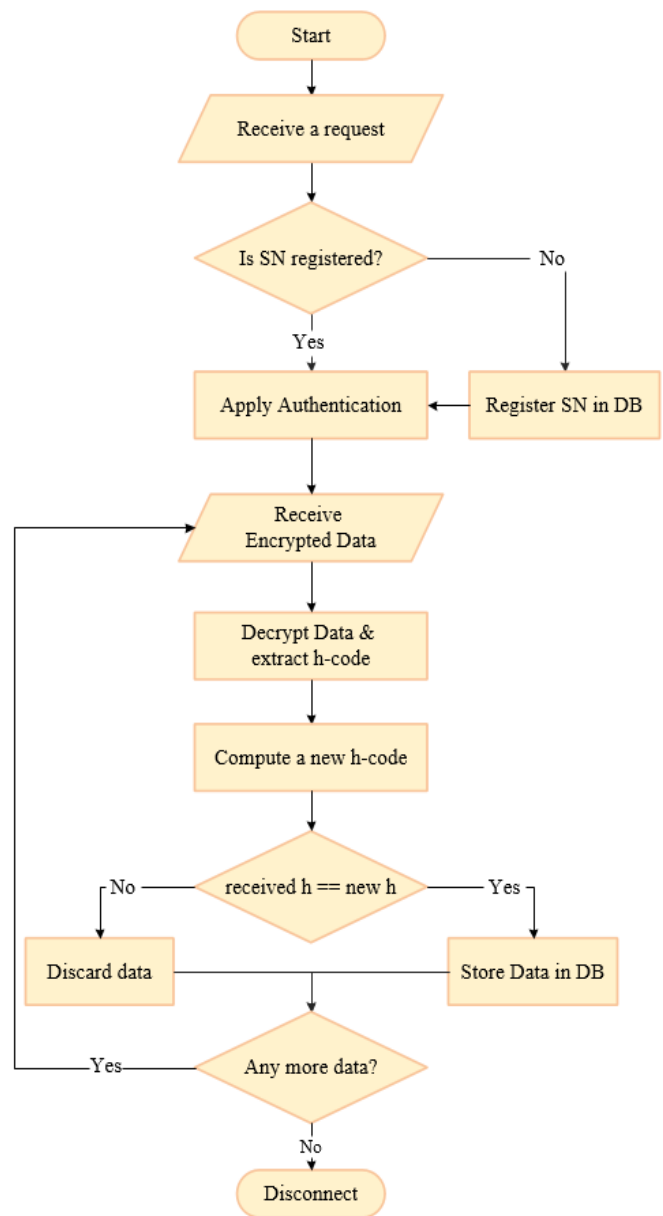 Start
Receive a request
Is SN registered?
No
Yes
Apply Authentication
Register SN in DB
Receive
Encrypted Data
Decrypt Data &
extract h-code
Compute a new h-code
No
received h == new h
Yes
Discard data
Store Data in DB
Yes
Any more data?
No
Disconnect